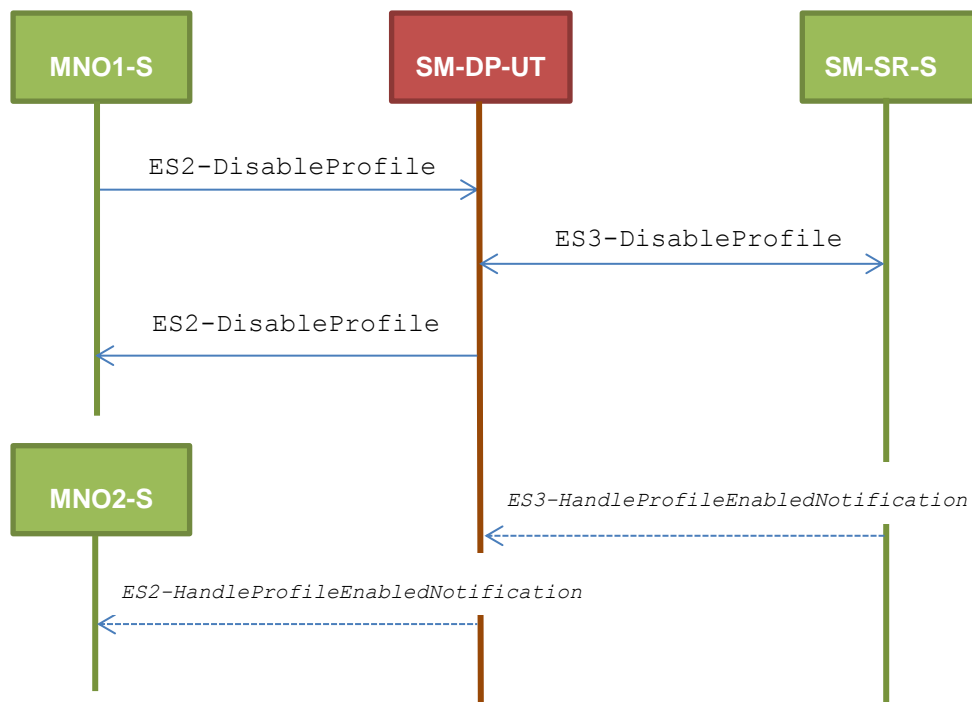 MNO1-S
SM-DP-UT
SM-SR-S
ES2-DisableProfile
ES3-DisableProfile
ES2-DisableProfile
MNO2-S
ES3-HandleProfileEnabledNotification
ES2-HandleProfileEnabledNotification